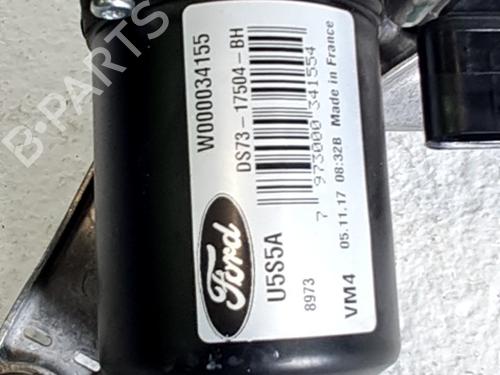 W000034155
DS73-17504-BH
7 973000 341554
05.11.17 08:32B Made in France
Ford
U5S5A
8973
VM4
B-PARTS